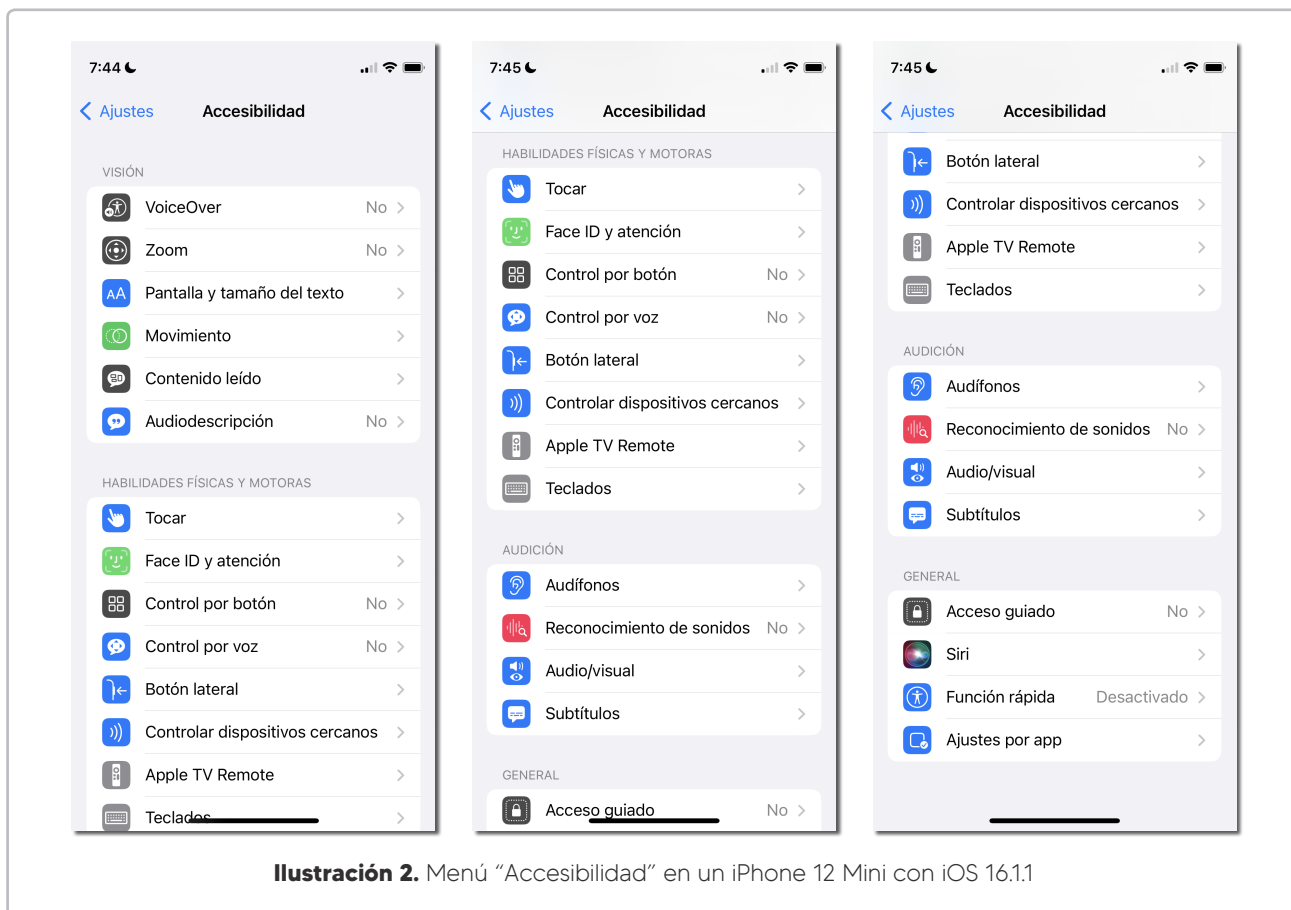 7:44
Ajustes
Accesibilidad
VISIÓN
VoiceOver No
Zoom No
AA Pantalla y tamaño del texto
Movimiento
Contenido leído
Audiodescripción No
HABILIDADES FÍSICAS Y MOTORAS
Tocar
Face ID y atención
Control por botón No
Control por voz No
Botón lateral
Controlar dispositivos cercanos
Apple TV Remote
Teclados
7:45
Ajustes
Accesibilidad
HABILIDADES FÍSICAS Y MOTORAS
Tocar
Face ID y atención
Control por botón No
Control por voz No
Botón lateral
Controlar dispositivos cercanos
Apple TV Remote
Teclados
AUDICIÓN
Audífonos
Reconocimiento de sonidos No
Audio/visual
Subtítulos
GENERAL
Acceso guiado No
7:45
Ajustes
Accesibilidad
Botón lateral
Controlar dispositivos cercanos
Apple TV Remote
Teclados
AUDICIÓN
Audífonos
Reconocimiento de sonidos No
Audio/visual
Subtítulos
GENERAL
Acceso guiado No
Siri
Función rápida Desactivado
Ajustes por app
Ilustración 2. Menú “Accesibilidad” en un iPhone 12 Mini con iOS 16.1.1